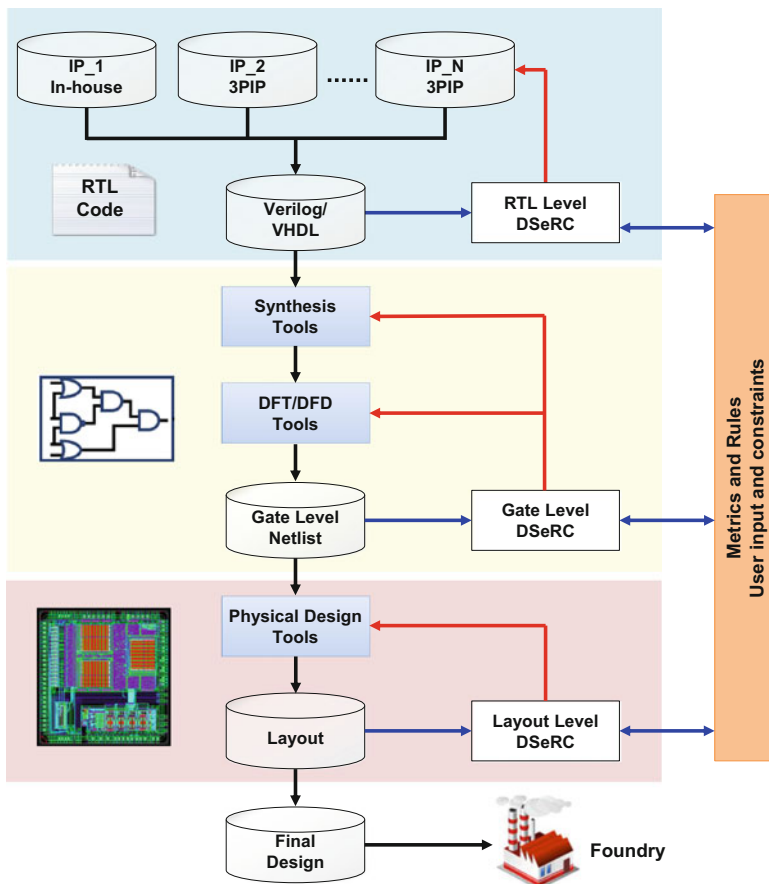 IP_1
In-house
IP_2
3PIP
......
IP_N
3PIP
RTL
Code
Verilog/
VHDL
RTL Level
DSeRC
Synthesis
Tools
DFT/DFD
Tools
Gate Level
Netlist
Gate Level
DSeRC
Physical Design
Tools
Layout
Layout Level
DSeRC
Final
Design
Foundry
Metrics and Rules
User input and constraints